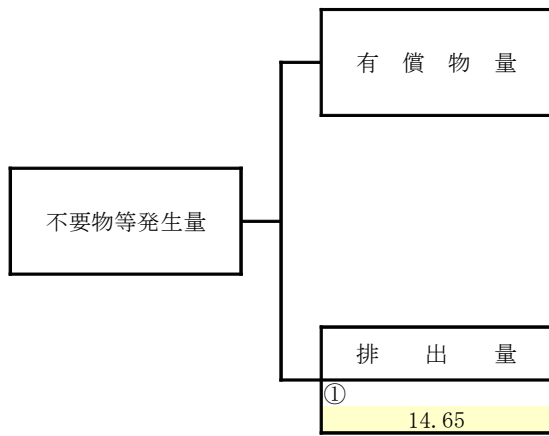 有償物量
不要物等発生量
排出量
①
14.65